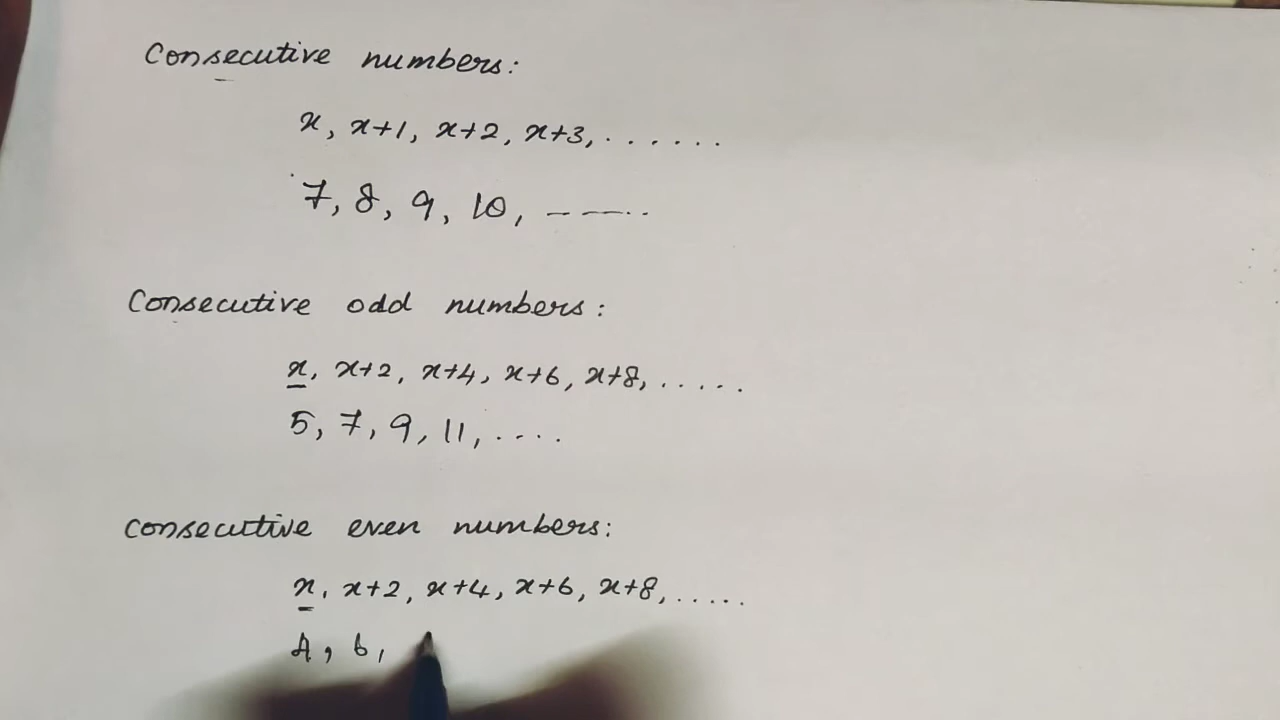 Consecutive numbers:
x, x+1, x+2, x+3, ......
7, 8, 9, 10, -----..
Consecutive odd numbers:
x, x+2, x+4, x+6, x+8, .....
5, 7, 9, 11, ....
consecutive even numbers:
x, x+2, x+4, x+6, x+8, .....
4, 6,